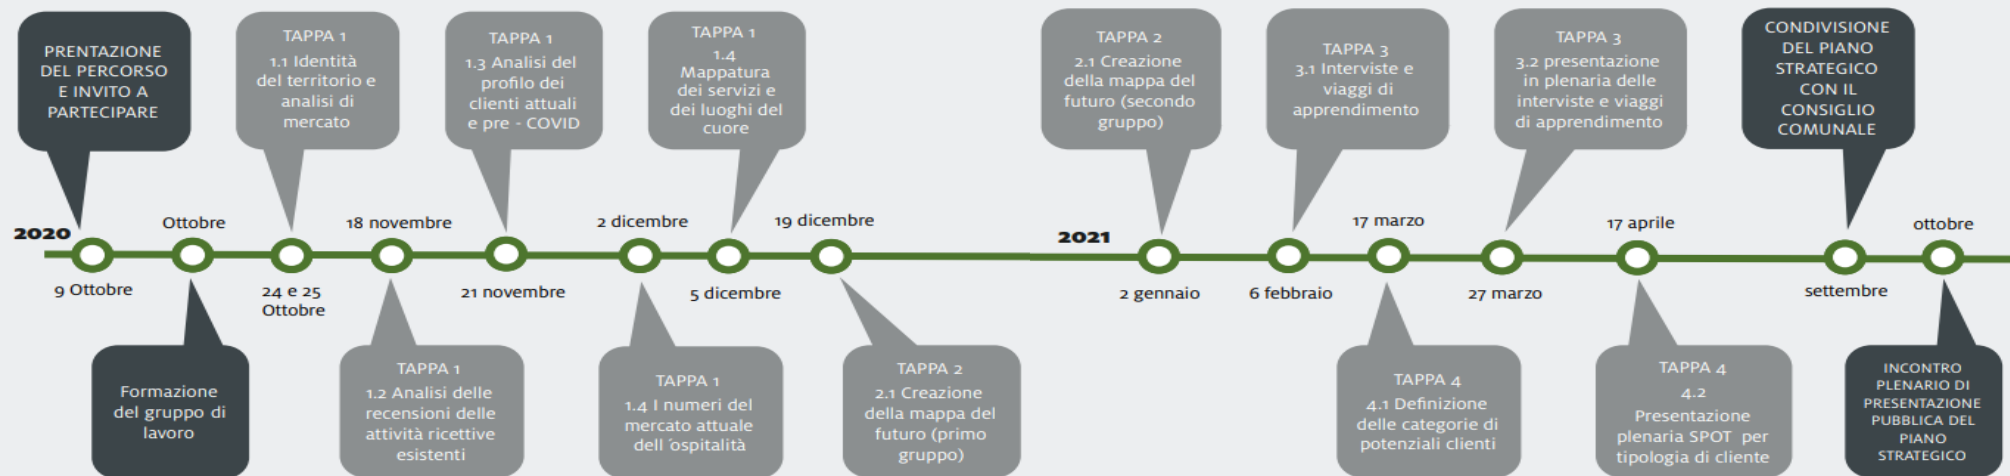 PRENTAZIONE
DEL PERCORSO
E INVITO A
PARTECIPARE
TAPPA 1
1.1 Identità
del territorio e
analisi di
mercato
TAPPA 1
1.3 Analisi del
profilo dei
clienti attuali
e pre - COVID
TAPPA 1
1.4
Mappatura
dei servizi e
dei luoghi del
cuore
TAPPA 2
2.1 Creazione
della mappa del
futuro (secondo
gruppo)
TAPPA 3
3.1 Interviste e
viaggi di
apprendimento
TAPPA 3
3.2 presentazione
in plenaria delle
interviste e viaggi
di apprendimento
CONDIVISIONE
DEL PIANO
STRATEGICO
CON IL
CONSIGLIO
COMUNALE
2020
Ottobre
18 novembre
2 dicembre
19 dicembre
2021
17 marzo
17 aprile
ottobre
9 Ottobre
24 e 25
Ottobre
21 novembre
5 dicembre
2 gennaio
6 febbraio
27 marzo
settembre
Formazione
del gruppo di
lavoro
TAPPA 1
1.2 Analisi delle
recensioni delle
attività ricettive
esistenti
TAPPA 1
1.4 I numeri del
mercato attuale
dell´ospitalità
TAPPA 2
2.1 Creazione
della mappa del
futuro (primo
gruppo)
TAPPA 4
4.1 Definizione
delle categorie di
potenziali clienti
TAPPA 4
4.2
Presentazione
plenaria SPOT per
tipologia di cliente
INCONTRO
PLENARIO DI
PRESENTAZIONE
PUBBLICA DEL
PIANO
STRATEGICO